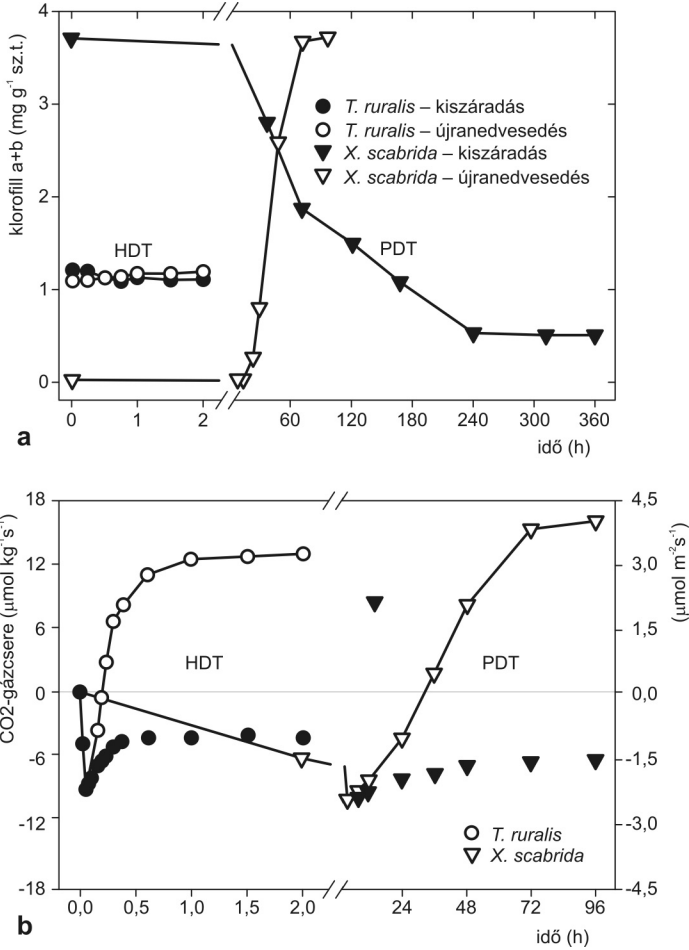 4
3
2
1
0
klorofill a+b (mg g⁻¹ sz.t.)
T. ruralis – kiszáradás
T. ruralis – újranedvesedés
X. scabrida – kiszáradás
X. scabrida – újranedvesedés
HDT
PDT
0 1 2 60 120 180 240 300 360
idő (h)
a
18
12
6
0
-6
-12
-18
CO2-gázcsere (μmol kg⁻¹s⁻¹)
4,5
3,0
1,5
0,0
-1,5
-3,0
-4,5
(μmol m⁻²s⁻¹)
HDT
PDT
T. ruralis
X. scabrida
0,0 0,5 1,0 1,5 2,0 24 48 72 96
idő (h)
b